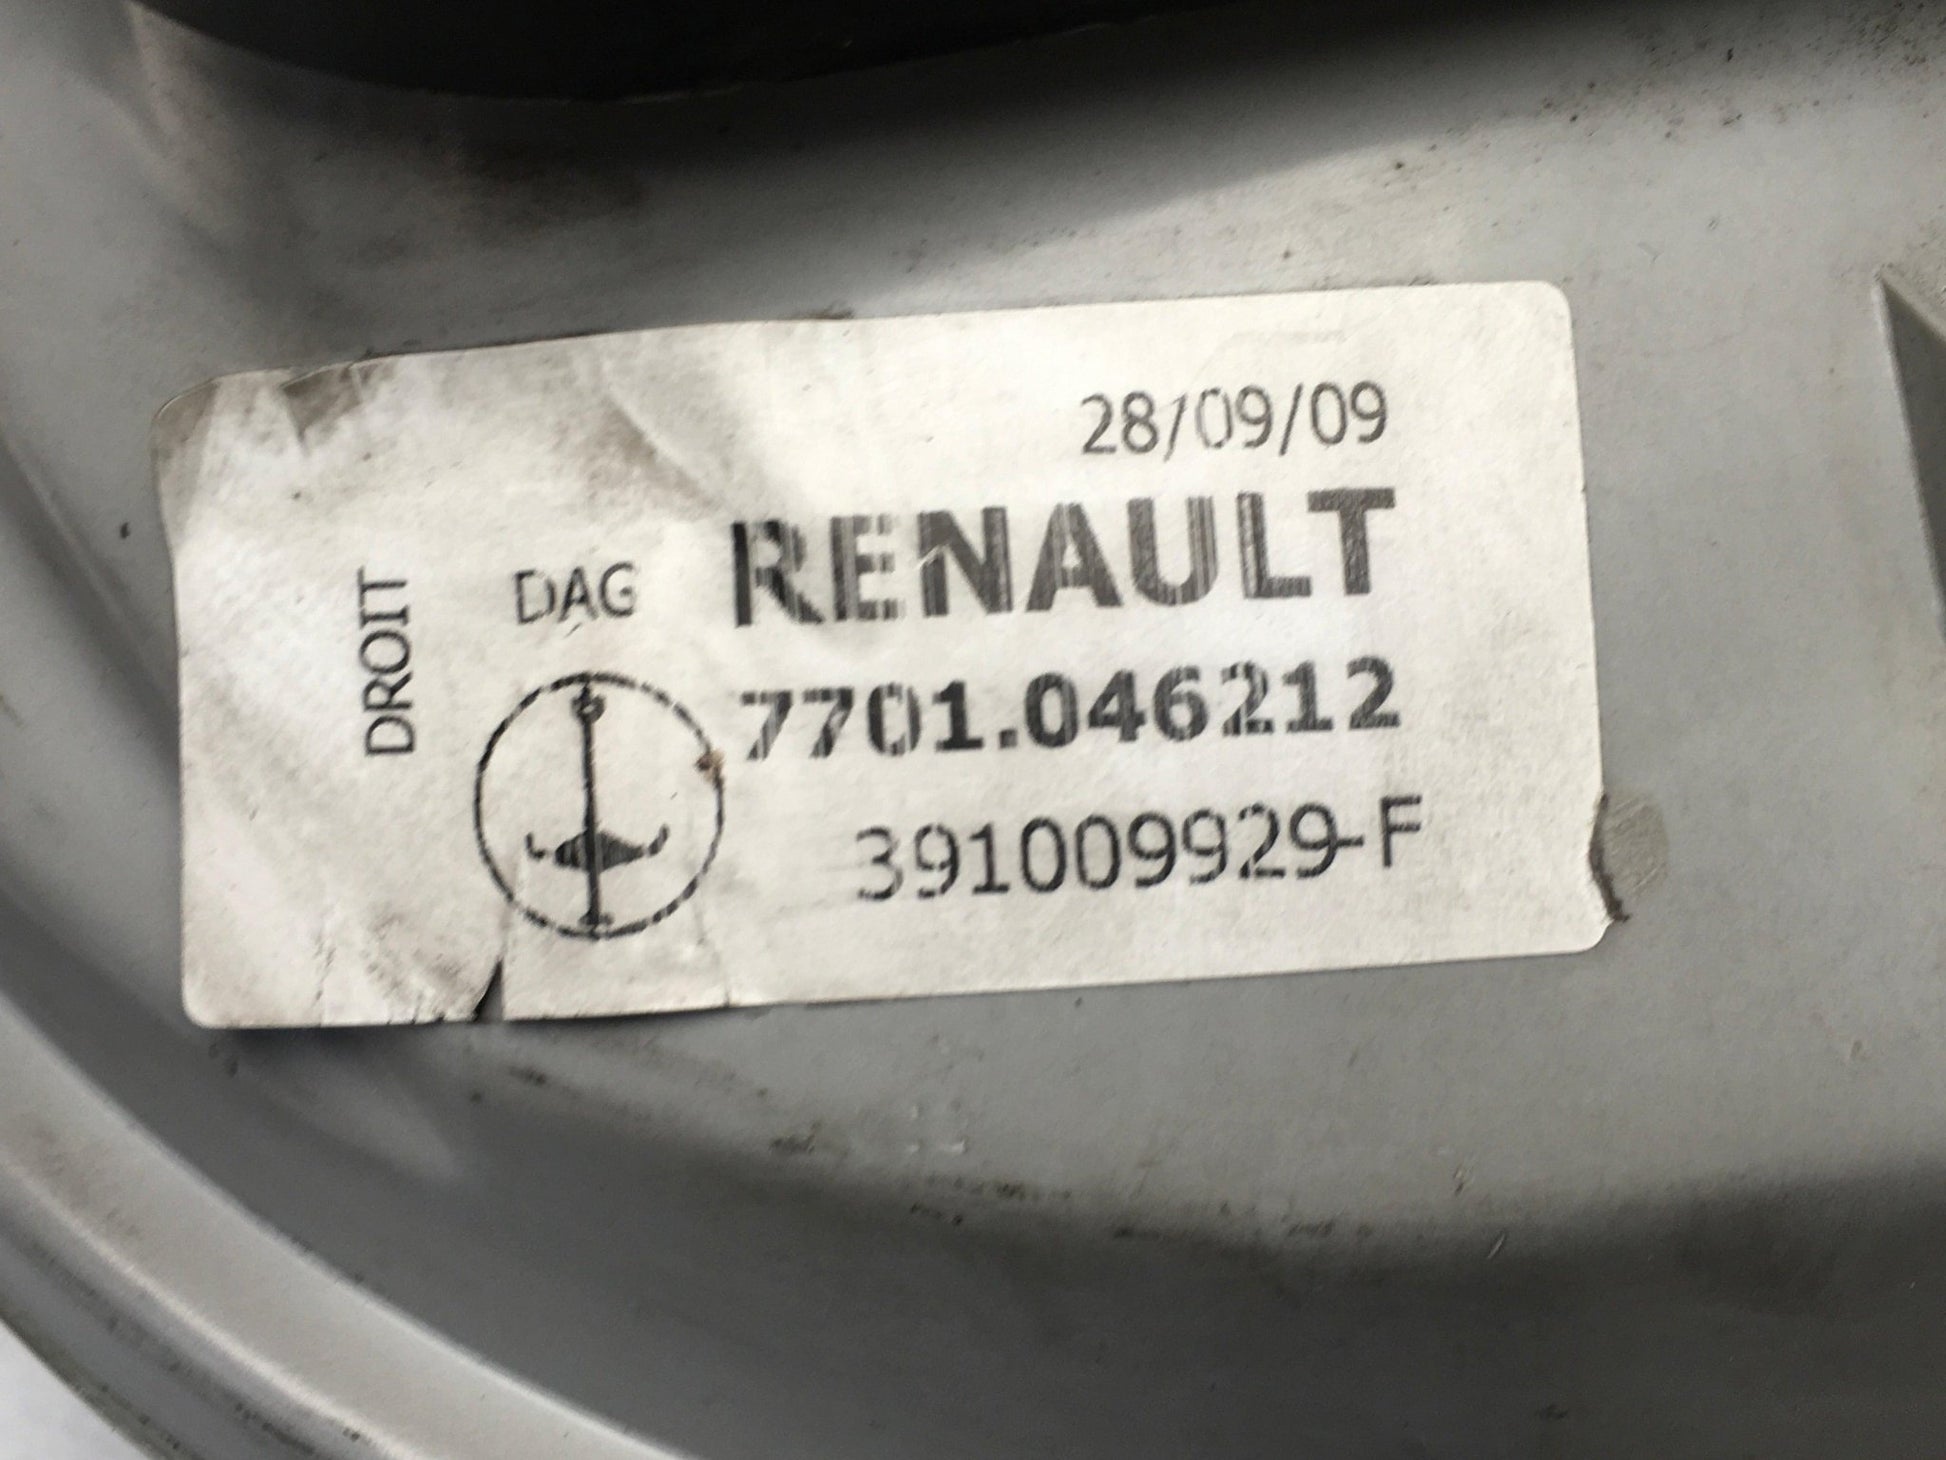 28/09/09
DROIT
DAG
RENAULT
7701.046212
391009929-F